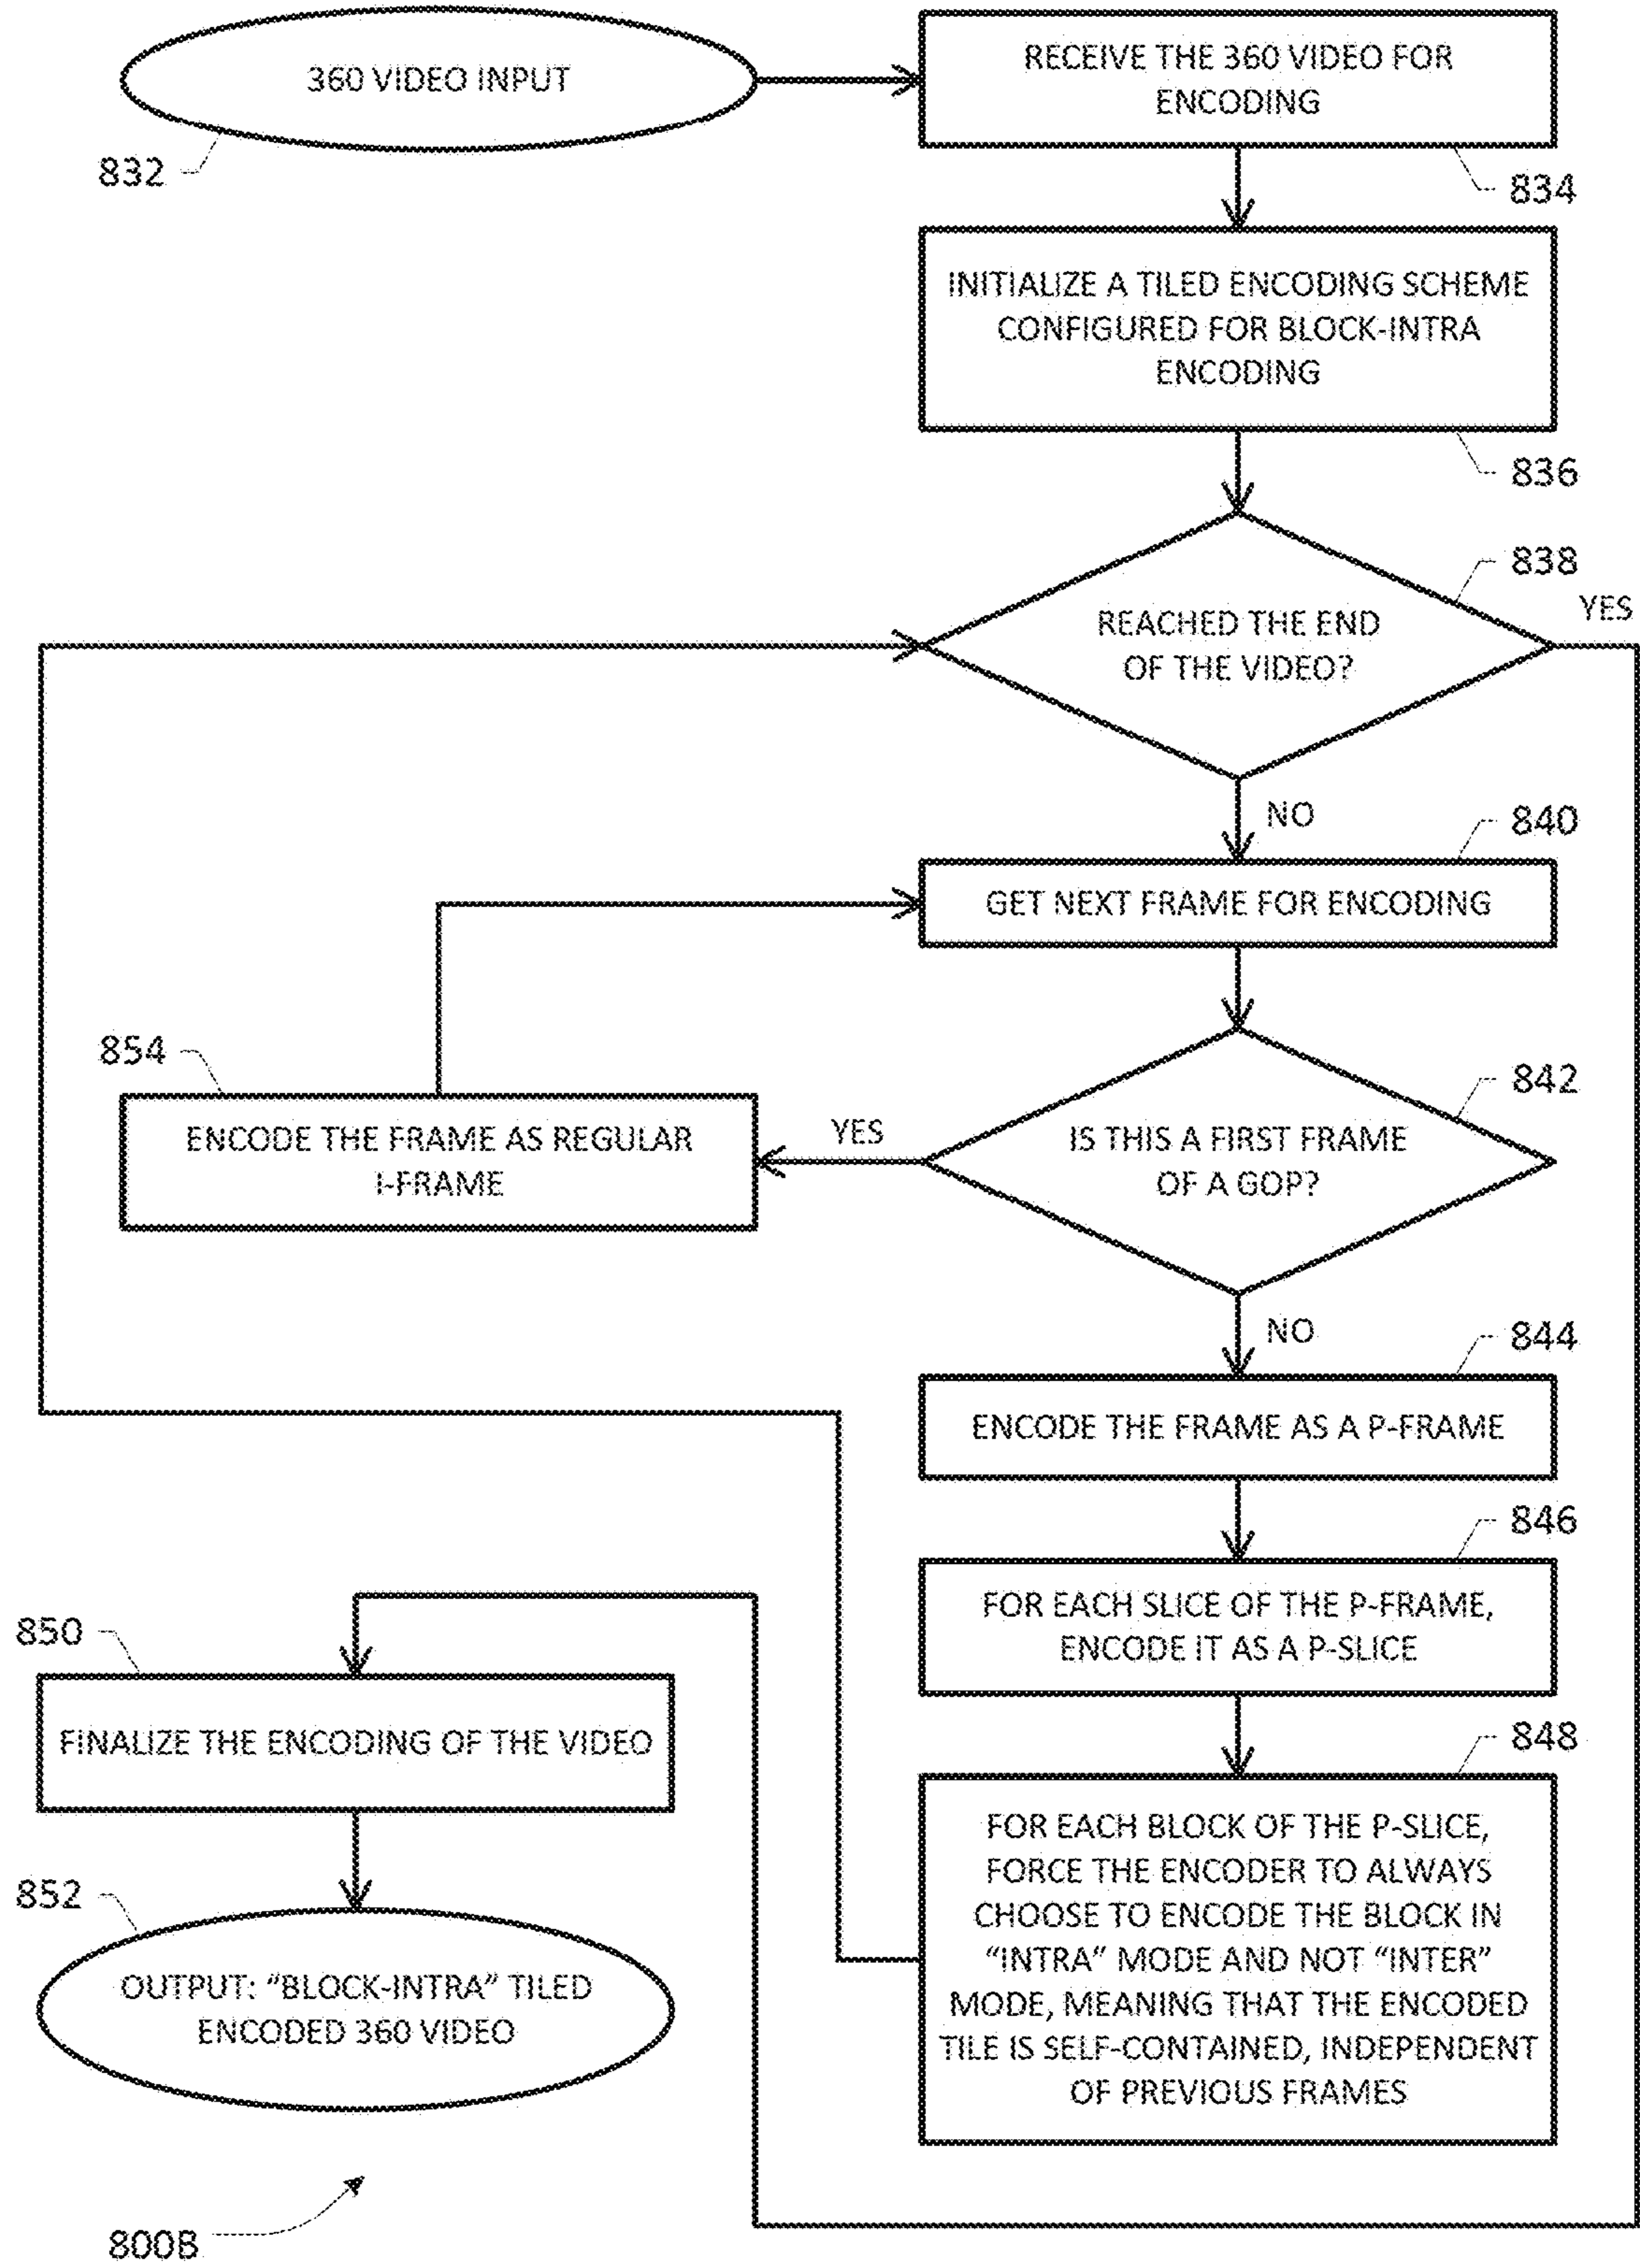 360 VIDEO INPUT
832
RECEIVE THE 360 VIDEO FOR
ENCODING
834
INITIALIZE A TILED ENCODING SCHEME
CONFIGURED FOR BLOCK-INTRA
ENCODING
836
838
YES
REACHED THE END
OF THE VIDEO?
NO
840
GET NEXT FRAME FOR ENCODING
854
ENCODE THE FRAME AS REGULAR
I-FRAME
YES
842
IS THIS A FIRST FRAME
OF A GOP?
NO
844
ENCODE THE FRAME AS A P-FRAME
846
FOR EACH SLICE OF THE P-FRAME,
ENCODE IT AS A P-SLICE
848
FOR EACH BLOCK OF THE P-SLICE,
FORCE THE ENCODER TO ALWAYS
CHOOSE TO ENCODE THE BLOCK IN
“INTRA” MODE AND NOT “INTER”
MODE, MEANING THAT THE ENCODED
TILE IS SELF-CONTAINED, INDEPENDENT
OF PREVIOUS FRAMES
850
FINALIZE THE ENCODING OF THE VIDEO
852
OUTPUT: “BLOCK-INTRA” TILED
ENCODED 360 VIDEO
800B